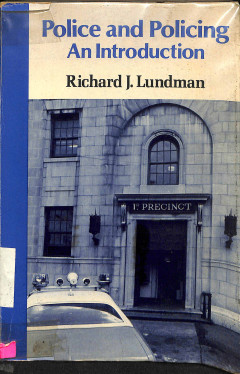 Police and Policing
An Introduction
Richard J. Lundman
1st PRECINCT